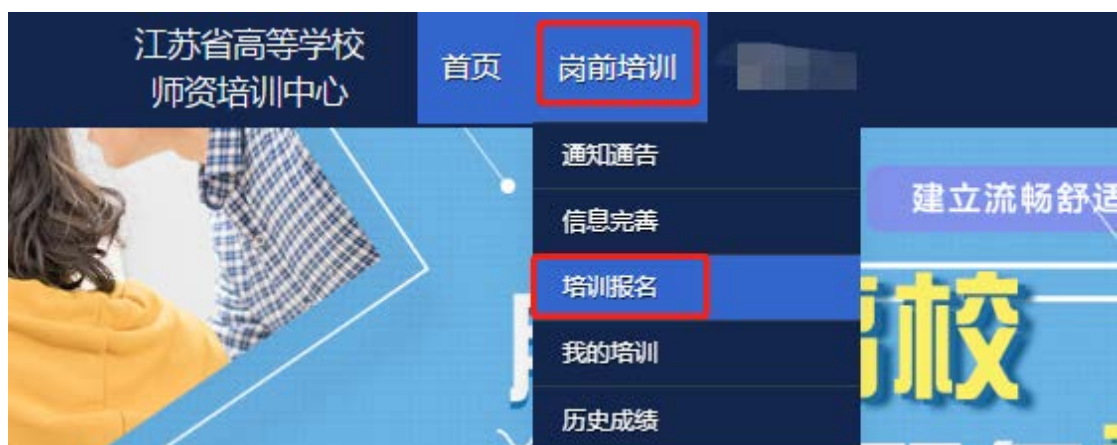 江苏省高等学校
师资培训中心
首页
岗前培训
通知通告
信息完善
培训报名
我的培训
历史成绩
建立流畅舒适
高校